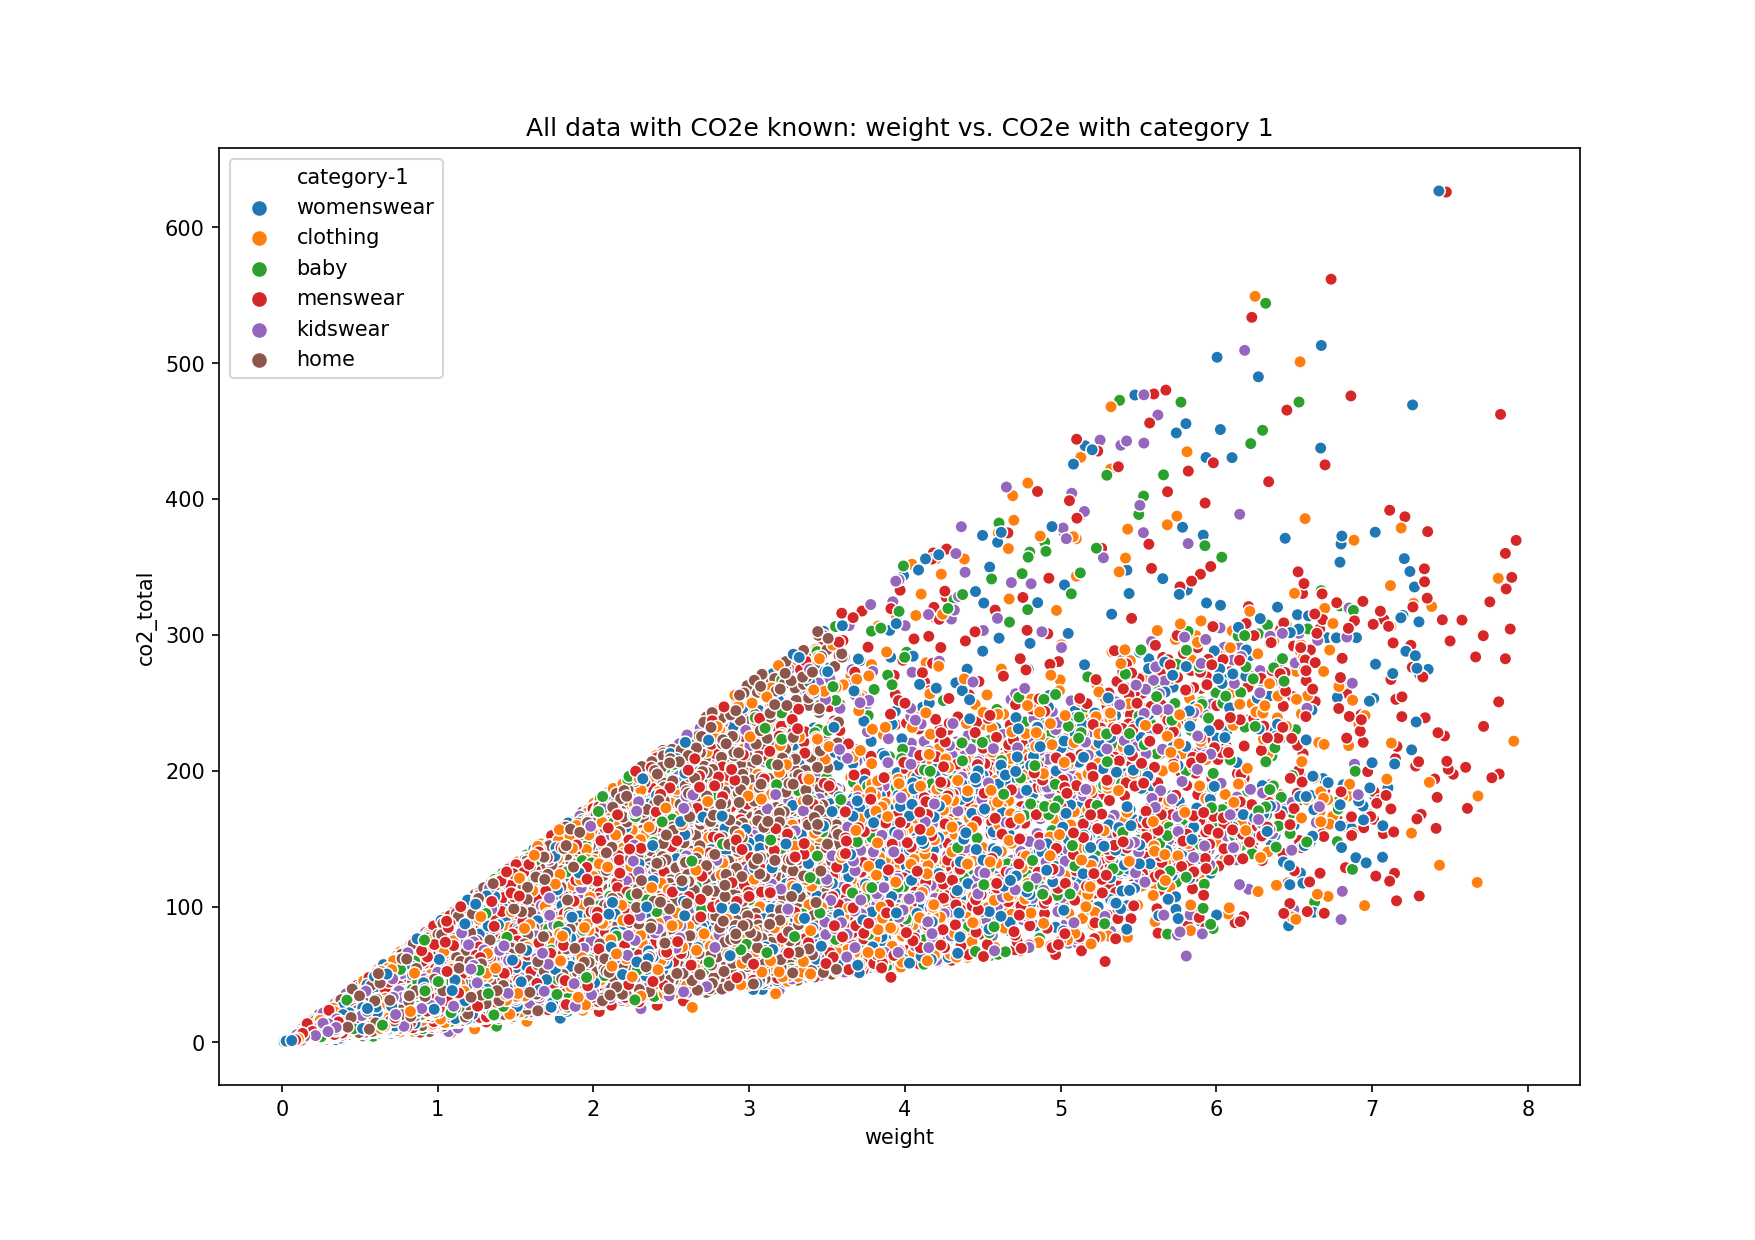 All data with CO2e known: weight vs. CO2e with category 1
category-1
womenswear
clothing
baby
menswear
kidswear
home
co2_total
600
500
400
300
200
100
0
0 1 2 3 4 5 6 7 8
weight